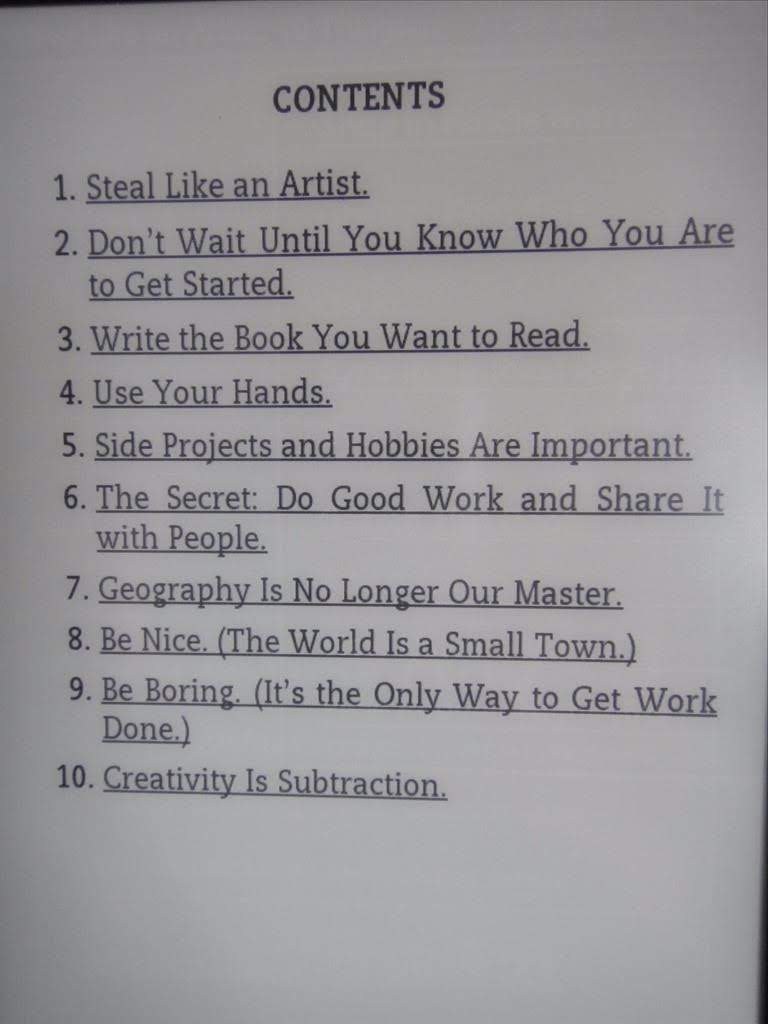 CONTENTS
1. Steal Like an Artist.
2. Don't Wait Until You Know Who You Are
to Get Started.
3. Write the Book You Want to Read.
4. Use Your Hands.
5. Side Projects and Hobbies Are Important.
6. The Secret: Do Good Work and Share It
with People.
7. Geography Is No Longer Our Master.
8. Be Nice. (The World Is a Small Town.)
9. Be Boring. (It's the Only Way to Get Work
Done.)
10. Creativity Is Subtraction.